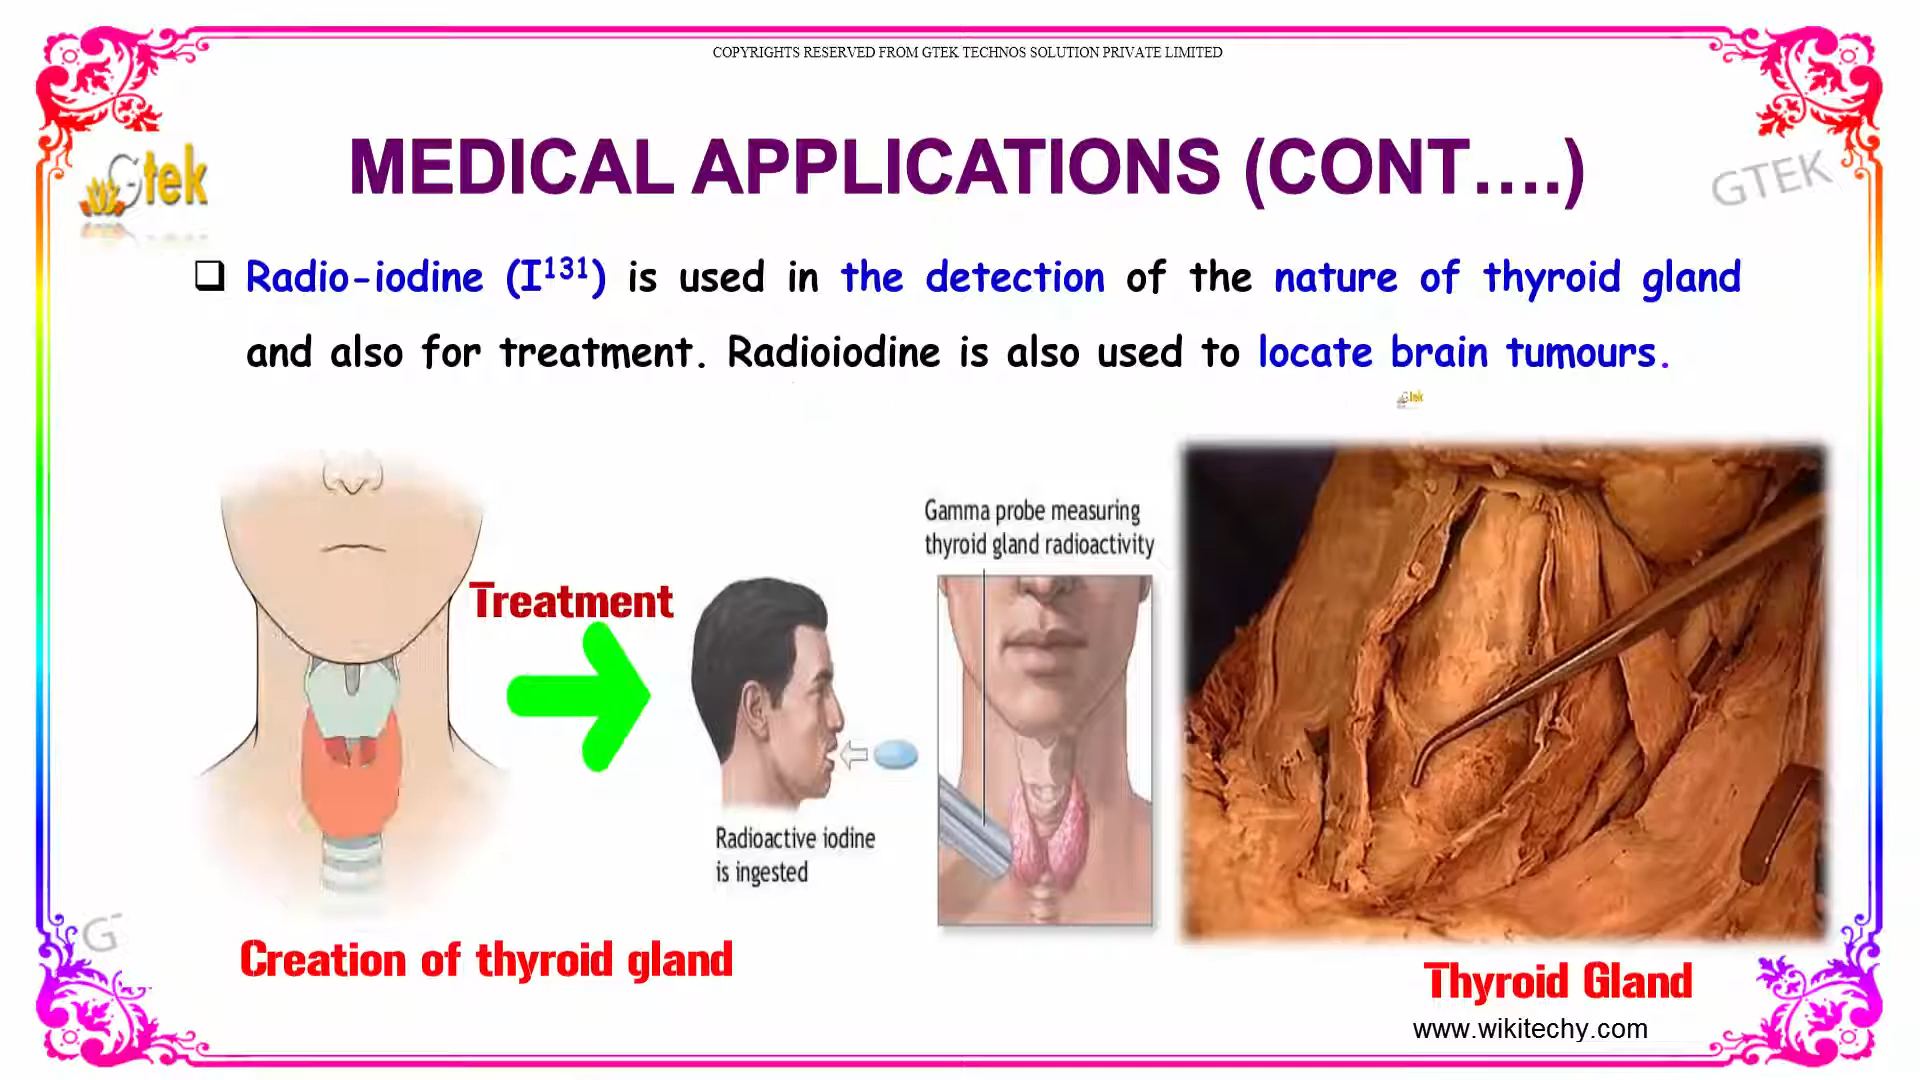 COPYRIGHTS RESERVED FROM GTEK TECHNOS SOLUTION PRIVATE LIMITED
Gtek
MEDICAL APPLICATIONS (CONT....)
GTEK
❑ Radio-iodine (I¹³¹) is used in the detection of the nature of thyroid gland
and also for treatment. Radioiodine is also used to locate brain tumours.
Gtek
Gamma probe measuring
thyroid gland radioactivity
Treatment
Radioactive iodine
is ingested
G
Creation of thyroid gland
Thyroid Gland
www.wikitechy.com